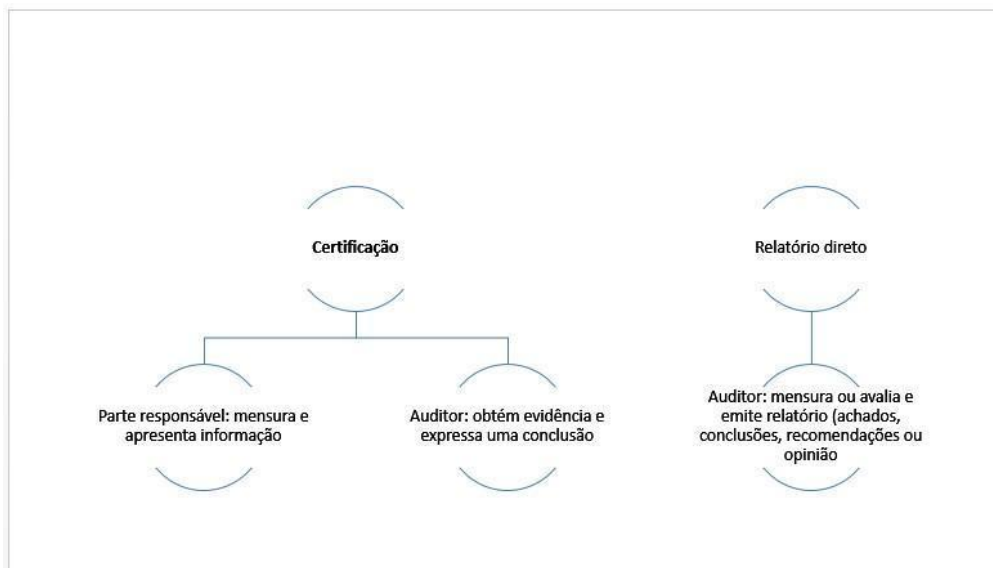 Certificação
Relatório direto
Parte responsável: mensura e
apresenta informação
Auditor: obtém evidência e
expressa uma conclusão
Auditor: mensura ou avalia e
emite relatório (achados,
conclusões, recomendações ou
opinião